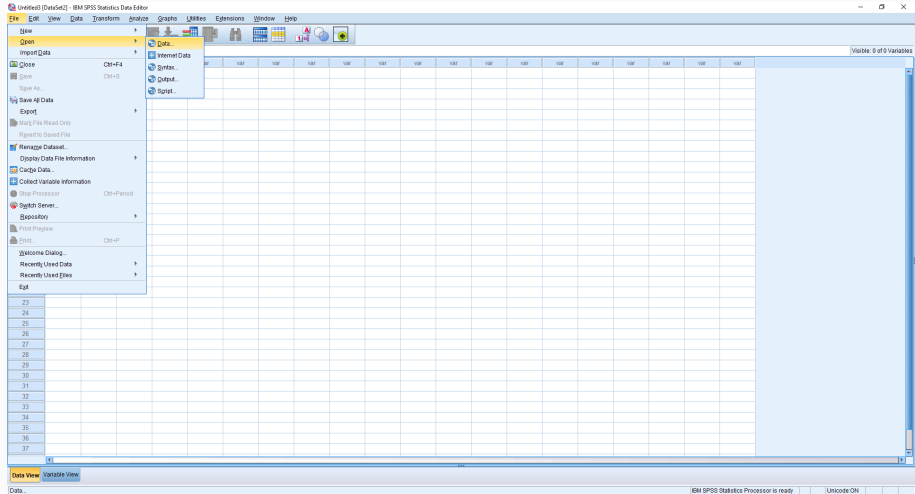 Untitled3 [DataSet2] - IBM SPSS Statistics Data Editor
File Edit View Data Transform Analyze Graphs Utilities Extensions Window Help
New
Open
Import Data
Close Ctrl+F4
Save Ctrl+S
Save As...
Save All Data
Export
Mark File Read Only
Revert to Saved File
Rename Dataset...
Display Data File Information
Cache Data...
Collect Variable Information
Stop Processor Ctrl+Period
Switch Server...
Repository
Print Preview
Print... Ctrl+P
Welcome Dialog...
Recently Used Data
Recently Used Files
Exit
Data...
Internet Data
Syntax...
Output...
Script...
Visible: 0 of 0 Variables
var var var var var var var var var var var var var var var
23
24
25
26
27
28
29
30
31
32
33
34
35
36
37
Data View Variable View
Data... IBM SPSS Statistics Processor is ready Unicode:ON